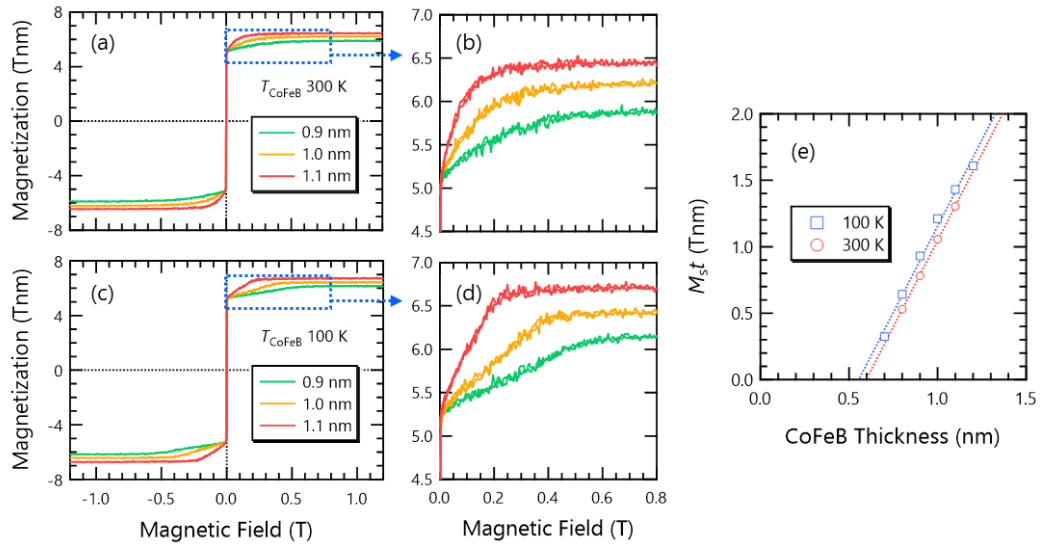 (a)
T_CoFeB 300 K
0.9 nm
1.0 nm
1.1 nm
Magnetization (Tnm)
8
4
0
-4
-8
(b)
7.0
6.5
6.0
5.5
5.0
4.5
(c)
T_CoFeB 100 K
0.9 nm
1.0 nm
1.1 nm
Magnetization (Tnm)
8
4
0
-4
-8
-1.0
-0.5
0.0
0.5
1.0
Magnetic Field (T)
(d)
7.0
6.5
6.0
5.5
5.0
4.5
0.0
0.2
0.4
0.6
0.8
Magnetic Field (T)
(e)
100 K
300 K
M_st (Tnm)
2.0
1.5
1.0
0.5
0.0
0.0
0.5
1.0
1.5
CoFeB Thickness (nm)